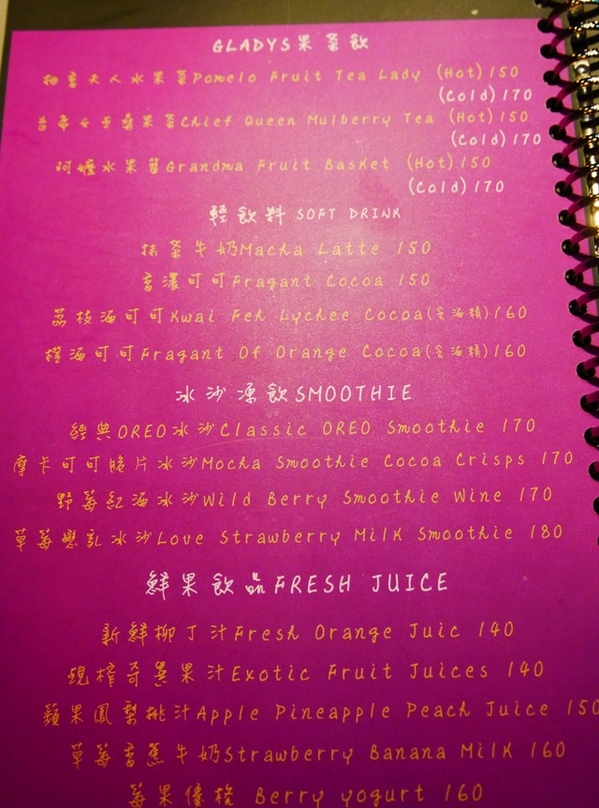 GLADYS果茶飲
柚香夫人水果茶Pomelo Fruit Tea Lady (Hot)150
(Cold)170
首席女王桑果茶Chief Queen Mulberry Tea (Hot)150
(Cold)170
阿嬤水果籃Grandma Fruit Basket (Hot)150
(Cold)170
輕飲料 SOFT DRINK
抹茶牛奶Macha Latte 150
香濃可可Fragant Cocoa 150
荔枝酒可可Kwai Feh Lychee Cocoa(含酒精)160
橙酒可可Fragant Of Orange Cocoa(含酒精)160
冰沙凍飲SMOOTHIE
經典OREO冰沙Classic OREO Smoothie 170
摩卡可可脆片冰沙Mocha Smoothie Cocoa Crisps 170
野莓紅酒冰沙Wild Berry Smoothie Wine 170
草莓戀乳冰沙Love Strawberry Milk Smoothie 180
鮮果飲品FRESH JUICE
新鮮柳丁汁Fresh Orange Juic 140
現榨奇異果汁Exotic Fruit Juices 140
蘋果鳳梨桃汁Apple Pineapple Peach Juice 150
草莓香蕉牛奶Strawberry Banana Milk 160
莓果優格 Berry yogurt 160